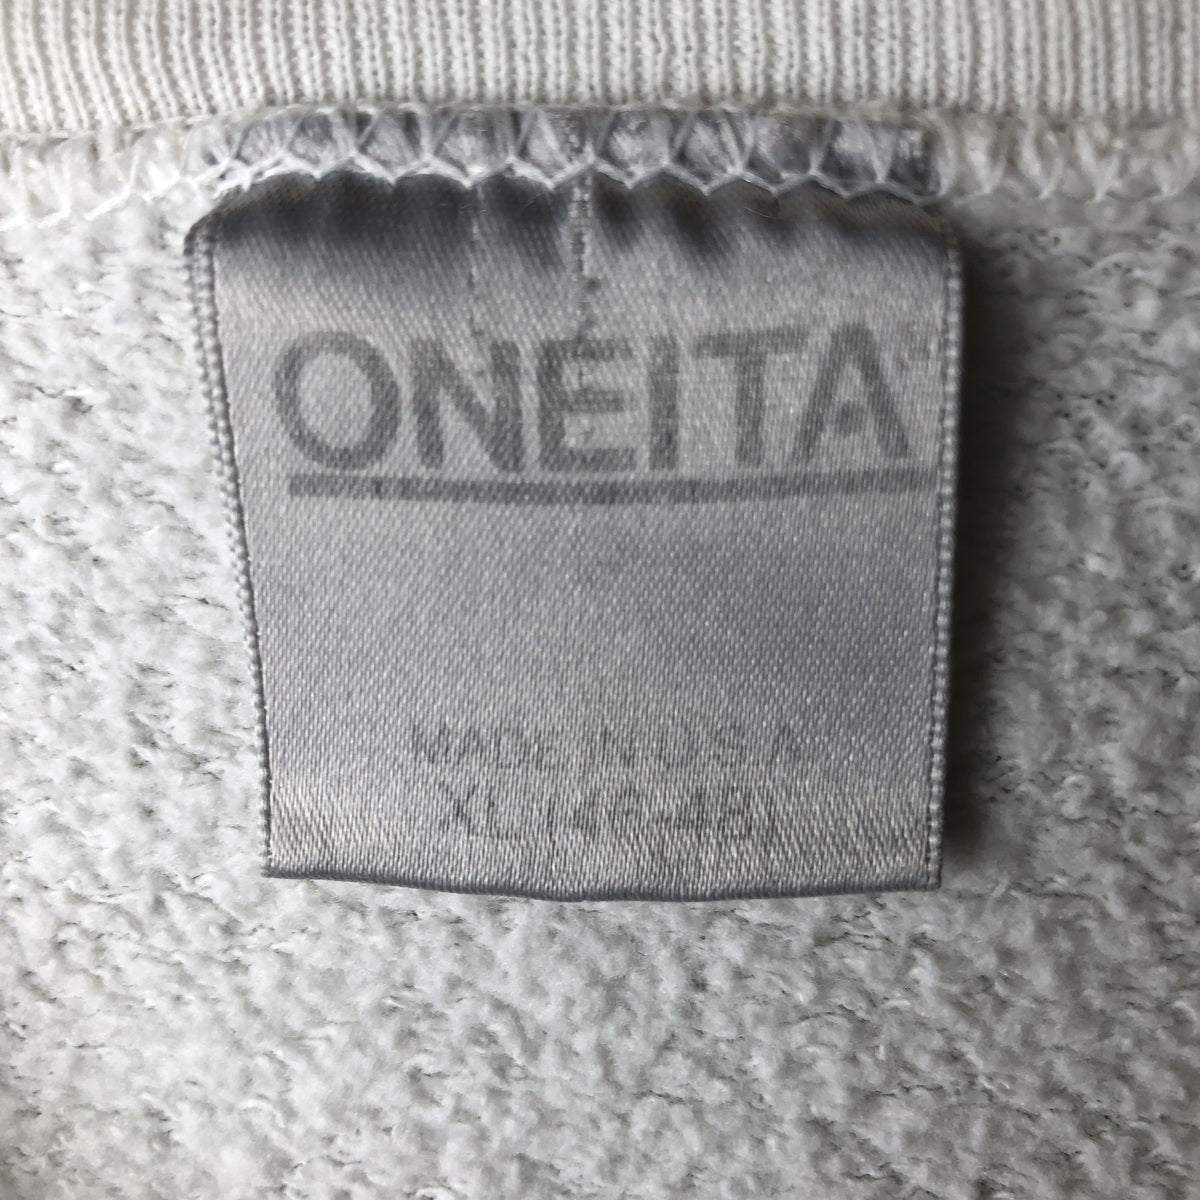 ONEITA
MADE IN U.S.A.
XL (46-48)